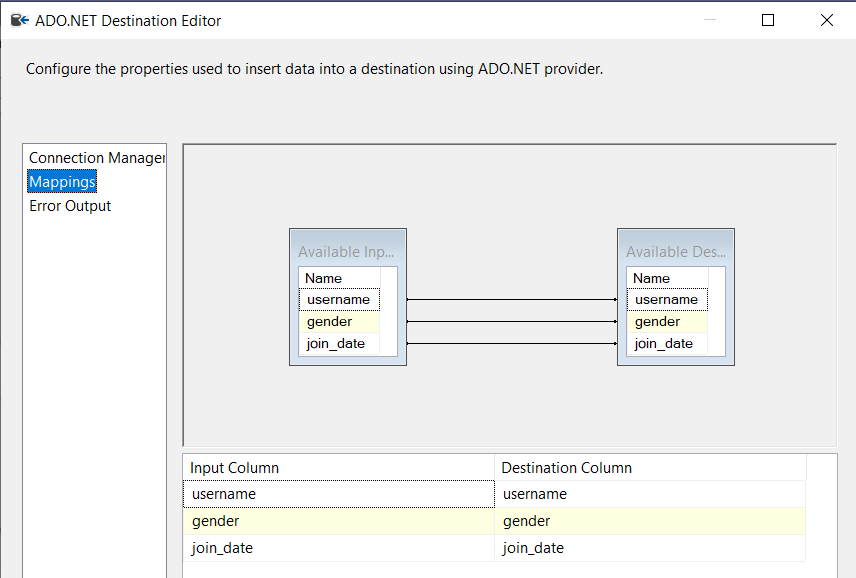 ADO.NET Destination Editor
Configure the properties used to insert data into a destination using ADO.NET provider.
Connection Manager
Mappings
Error Output
Available Inp...
Name
username
gender
join_date
Available Des...
Name
username
gender
join_date
Input Column Destination Column
username username
gender gender
join_date join_date